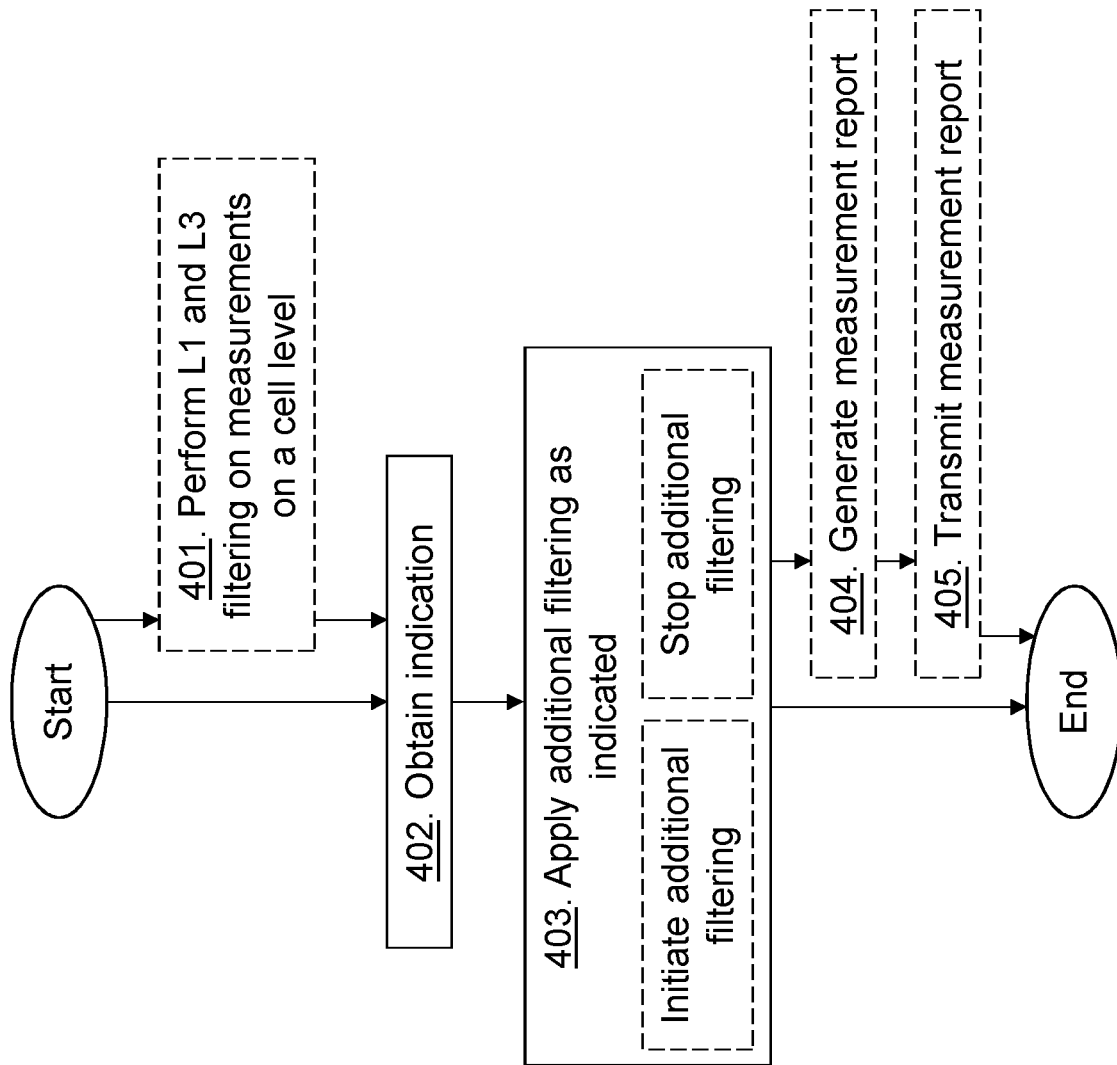 Start
401. Perform L1 and L3
filtering on measurements
on a cell level
402. Obtain indication
403. Apply additional filtering as
indicated
Initiate additional
filtering
Stop additional
filtering
404. Generate measurement report
405. Transmit measurement report
End